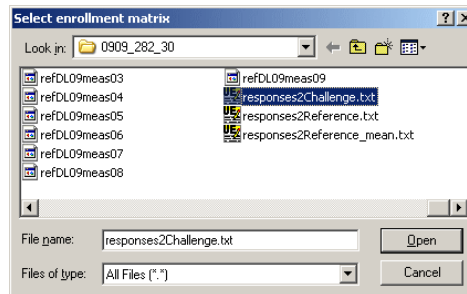 Select enrollment matrix
Look in: 0909_282_30
refDL09meas03
refDL09meas04
refDL09meas05
refDL09meas06
refDL09meas07
refDL09meas08
refDL09meas09
responses2Challenge.txt
responses2Reference.txt
responses2Reference_mean.txt
File name: responses2Challenge.txt Open
Files of type: All Files (*.*) Cancel